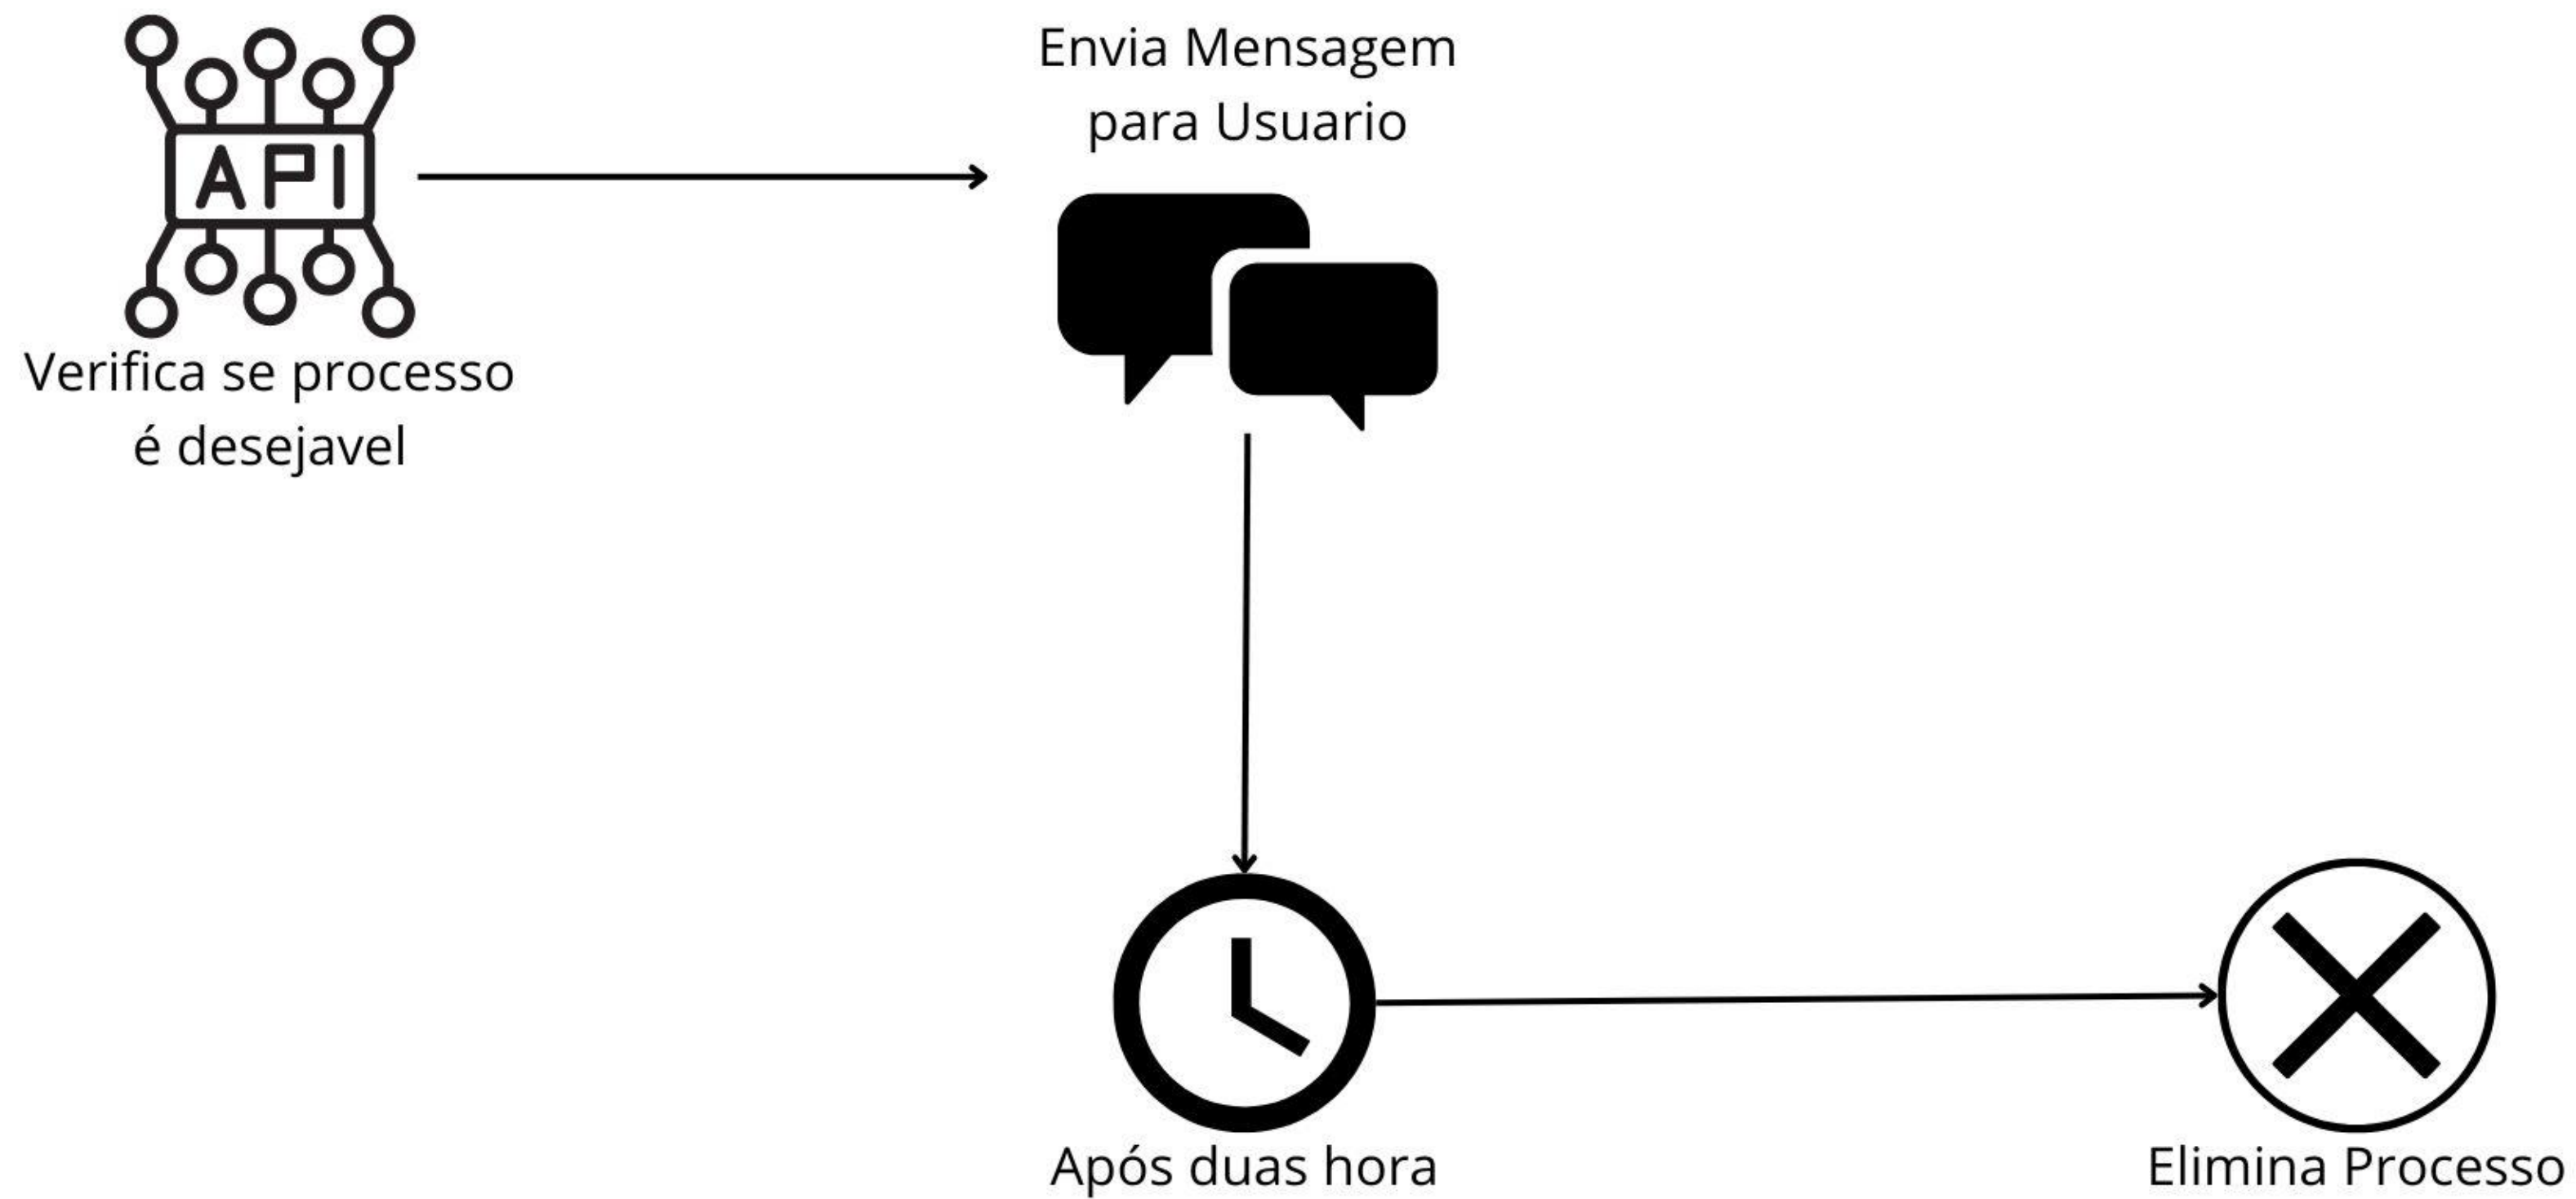 Envia Mensagem
para Usuario
API
Verifica se processo
é desejavel
Após duas hora
Elimina Processo